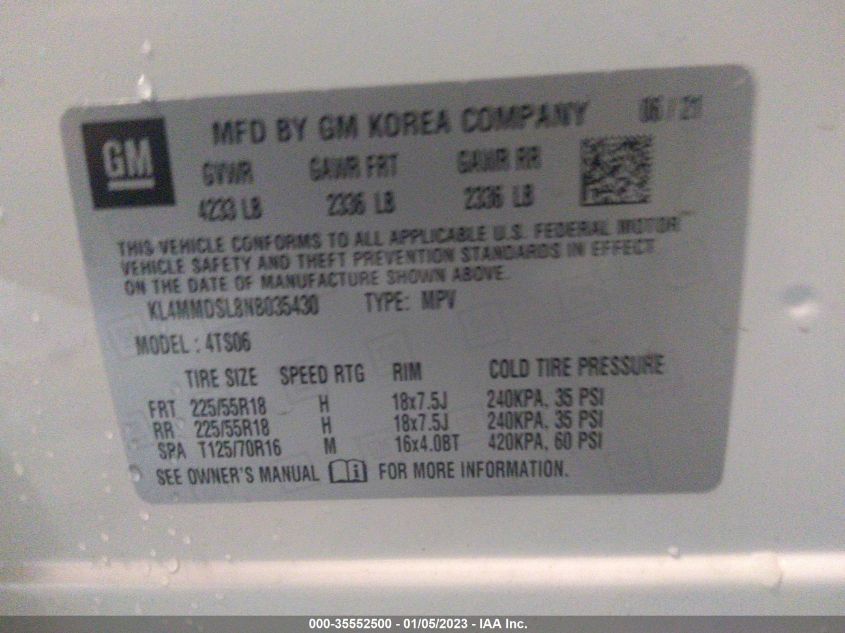 GM
MFD BY GM KOREA COMPANY 06 / 21
GVWR GAWR FRT GAWR RR
4233 LB 2336 LB 2336 LB
THIS VEHICLE CONFORMS TO ALL APPLICABLE U.S. FEDERAL MOTOR
VEHICLE SAFETY AND THEFT PREVENTION STANDARDS IN EFFECT
ON THE DATE OF MANUFACTURE SHOWN ABOVE.
KL4MMDSL8NB035430 TYPE: MPV
MODEL : 4TS06
TIRE SIZE SPEED RTG RIM COLD TIRE PRESSURE
FRT 225/55R18 H 18x7.5J 240KPA, 35 PSI
RR 225/55R18 H 18x7.5J 240KPA, 35 PSI
SPA T125/70R16 M 16x4.0BT 420KPA, 60 PSI
SEE OWNER'S MANUAL FOR MORE INFORMATION.
000-35552500 - 01/05/2023 - IAA Inc.